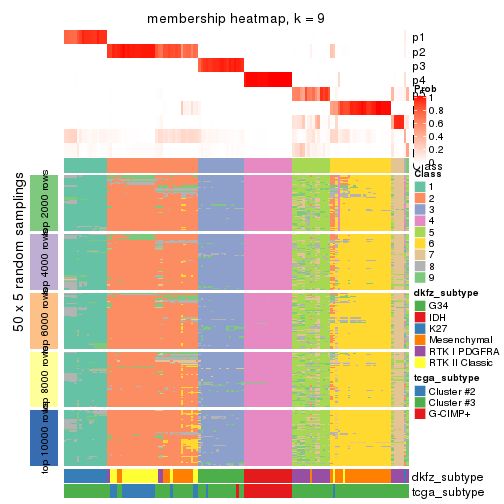 membership heatmap, k = 9
p1
p2
p3
p4
Prob
1
0.8
0.6
0.4
0.2
0
Class
Class
1
2
3
4
5
6
7
8
9
50 x 5 random samplings
top 2000 rows
top 4000 rows
top 6000 rows
top 8000 rows
top 10000 rows
dkfz_subtype
G34
IDH
K27
Mesenchymal
RTK I PDGFRA
RTK II Classic
tcga_subtype
Cluster #2
Cluster #3
G-CIMP+
dkfz_subtype
tcga_subtype